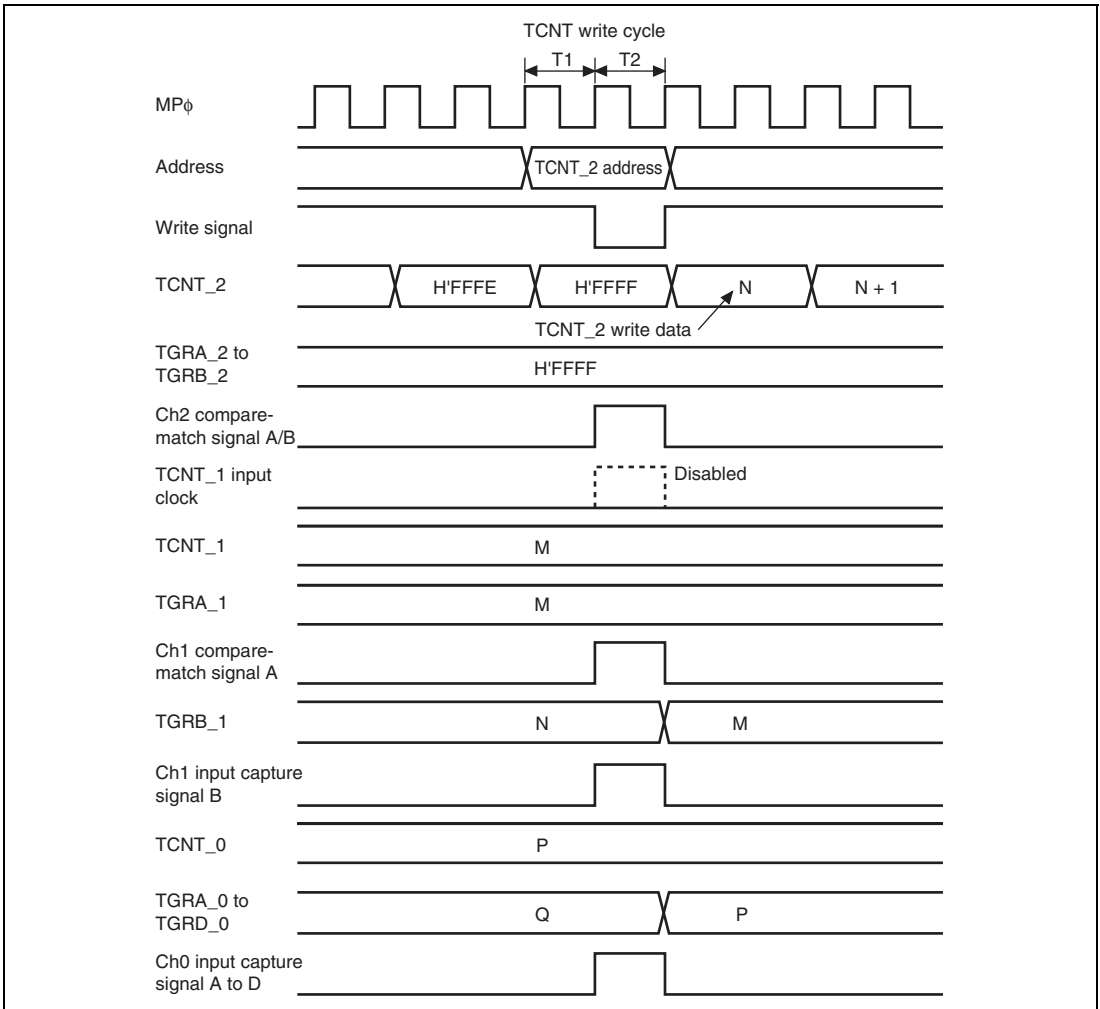 TCNT write cycle
T1 T2
MPφ
Address
TCNT_2 address
Write signal
TCNT_2
H'FFFE H'FFFF N N + 1
TCNT_2 write data
TGRA_2 to
TGRB_2
H'FFFF
Ch2 compare-
match signal A/B
TCNT_1 input
clock
Disabled
TCNT_1
M
TGRA_1
M
Ch1 compare-
match signal A
TGRB_1
N M
Ch1 input capture
signal B
TCNT_0
P
TGRA_0 to
TGRD_0
Q P
Ch0 input capture
signal A to D